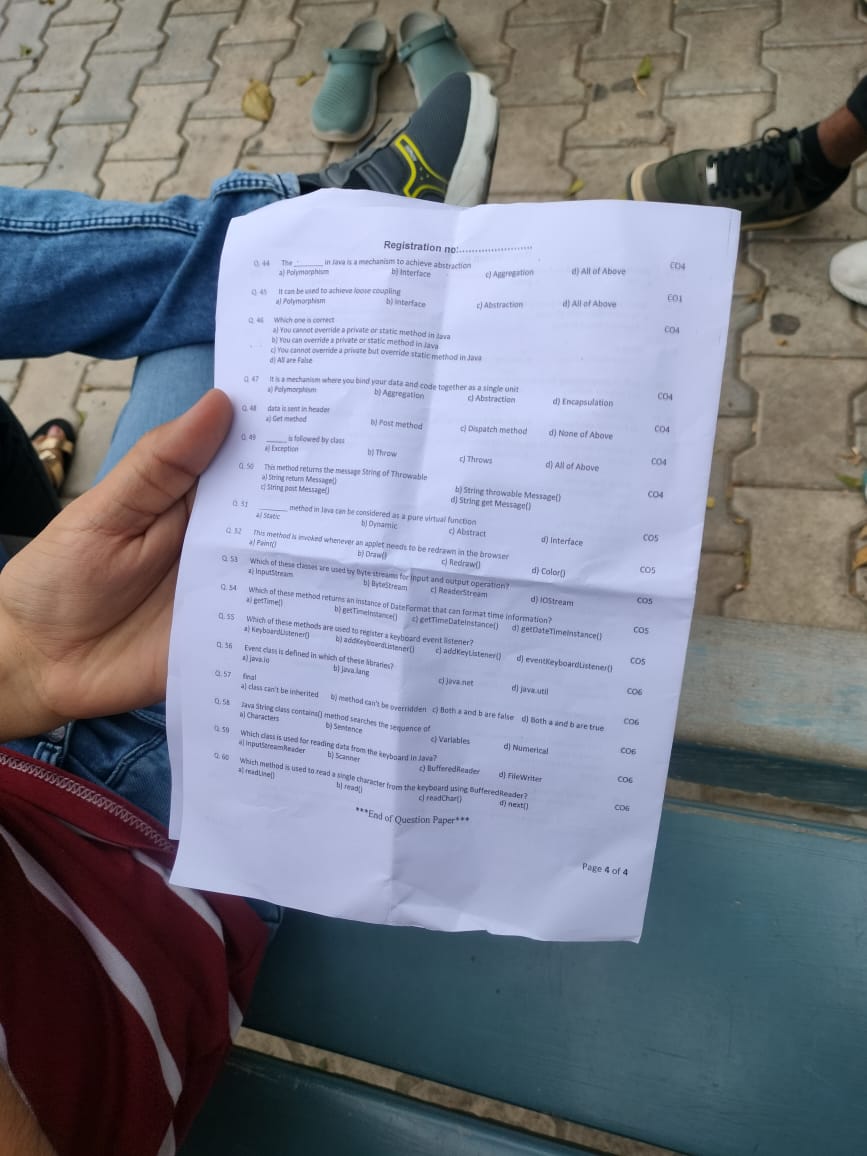 Registration no:........................
Q. 44 The ________ in Java is a mechanism to achieve abstraction CO4
a) Polymorphism b) Interface c) Aggregation d) All of Above
Q. 45 It can be used to achieve loose coupling CO1
a) Polymorphism b) Interface c) Abstraction d) All of Above
Q. 46 Which one is correct CO4
a) You cannot override a private or static method in Java
b) You can override a private or static method in Java
c) You cannot override a private but override static method in Java
d) All are False
Q. 47 It is a mechanism where you bind your data and code together as a single unit CO4
a) Polymorphism b) Aggregation c) Abstraction d) Encapsulation
Q. 48 data is sent in header CO4
a) Get method b) Post method c) Dispatch method d) None of Above
Q. 49 ______ is followed by class CO4
a) Exception b) Throw c) Throws d) All of Above
Q. 50 This method returns the message String of Throwable CO4
a) String return Message() b) String throwable Message()
c) String post Message() d) String get Message()
Q. 51 ________ method in Java can be considered as a pure virtual function CO5
a) Static b) Dynamic c) Abstract d) Interface
Q. 52 This method is invoked whenever an applet needs to be redrawn in the browser CO5
a) Paint() b) Draw() c) Redraw() d) Color()
Q. 53 Which of these classes are used by Byte streams for input and output operation? CO5
a) InputStream b) ByteStream c) ReaderStream d) IOStream
Q. 54 Which of these method returns an instance of DateFormat that can format time information? CO5
a) getTime() b) getTimeInstance() c) getTimeDateInstance() d) getDateTimeInstance()
Q. 55 Which of these methods are used to register a keyboard event listener? CO5
a) KeyboardListener() b) addKeyboardListener() c) addKeyListener() d) eventKeyboardListener()
Q. 56 Event class is defined in which of these libraries? CO6
a) java.io b) java.lang c) java.net d) java.util
Q. 57 final CO6
a) class can't be inherited b) method can't be overridden c) Both a and b are false d) Both a and b are true
Q. 58 Java String class contains() method searches the sequence of CO6
a) Characters b) Sentence c) Variables d) Numerical
Q. 59 Which class is used for reading data from the keyboard in Java? CO6
a) InputStreamReader b) Scanner c) BufferedReader d) FileWriter
Q. 60 Which method is used to read a single character from the keyboard using BufferedReader? CO6
a) readLine() b) read() c) readChar() d) next()
***End of Question Paper***
Page 4 of 4